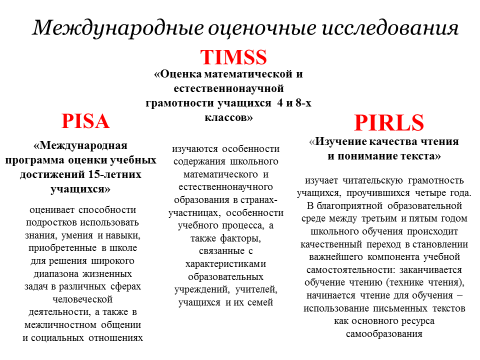 Международные оценочные исследования
TIMSS
«Оценка математической и
естественнонаучной
грамотности учащихся 4 и 8-х
классов»
изучаются особенности
содержания школьного
математического и
естественнонаучного
образования в странах-
участницах, особенности
учебного процесса, а
также факторы,
связанные с
характеристиками
образовательных
учреждений, учителей,
учащихся и их семей
PISA
«Международная
программа оценки учебных
достижений 15-летних
учащихся»
оценивает способности
подростков использовать
знания, умения и навыки,
приобретенные в школе
для решения широкого
диапазона жизненных
задач в различных сферах
человеческой
деятельности, а также в
межличностном общении
и социальных отношениях
PIRLS
«Изучение качества чтения
и понимание текста»
изучает читательскую грамотность
учащихся, проучившихся четыре года.
В благоприятной образовательной
среде между третьим и пятым годом
школьного обучения происходит
качественный переход в становлении
важнейшего компонента учебной
самостоятельности: заканчивается
обучение чтению (технике чтения),
начинается чтение для обучения –
использование письменных текстов
как основного ресурса
самообразования